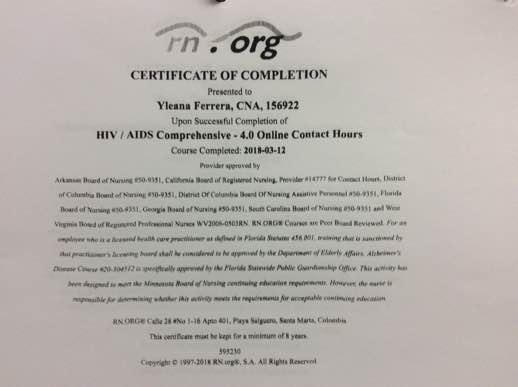 rn.org
CERTIFICATE OF COMPLETION
Presented to
Yleana Ferrera, CNA, 156922
Upon Successful Completion of
HIV / AIDS Comprehensive - 4.0 Online Contact Hours
Course Completed: 2018-03-12
Provider approved by
Arkansas Board of Nursing #50-9351, California Board of Registered Nursing, Provider #14777 for Contact Hours, District
of Columbia Board of Nursing #50-9351, District Of Columbia Board Of Nursing Assistive Personnel #50-9351, Florida
Board of Nursing #50-9351, Georgia Board of Nursing #50-9351, South Carolina Board of Nursing #50-9351 and West
Virginia Board of Registered Professional Nurses WV2006-0503RN. RN.ORG® Courses are Peer Board Reviewed. For an
employee who is a licensed health care practitioner as defined in Florida Statutes 456.001, training that is sanctioned by
that practitioner's licensing board shall be considered to be approved by the Department of Elderly Affairs. Alzheimer's
Disease Course #20-304512 is specifically approved by the Florida Statewide Public Guardianship Office. This activity has
been designed to meet the Minnesota Board of Nursing continuing education requirements. However, the nurse is
responsible for determining whether this activity meets the requirements for acceptable continuing education.
RN.ORG® Calle 28 #No 1-16 Apto 401, Playa Salguero, Santa Marta, Colombia
This certificate must be kept for a minimum of 8 years.
595230
Copyright © 1997-2018 RN.org®, S.A. All Rights Reserved